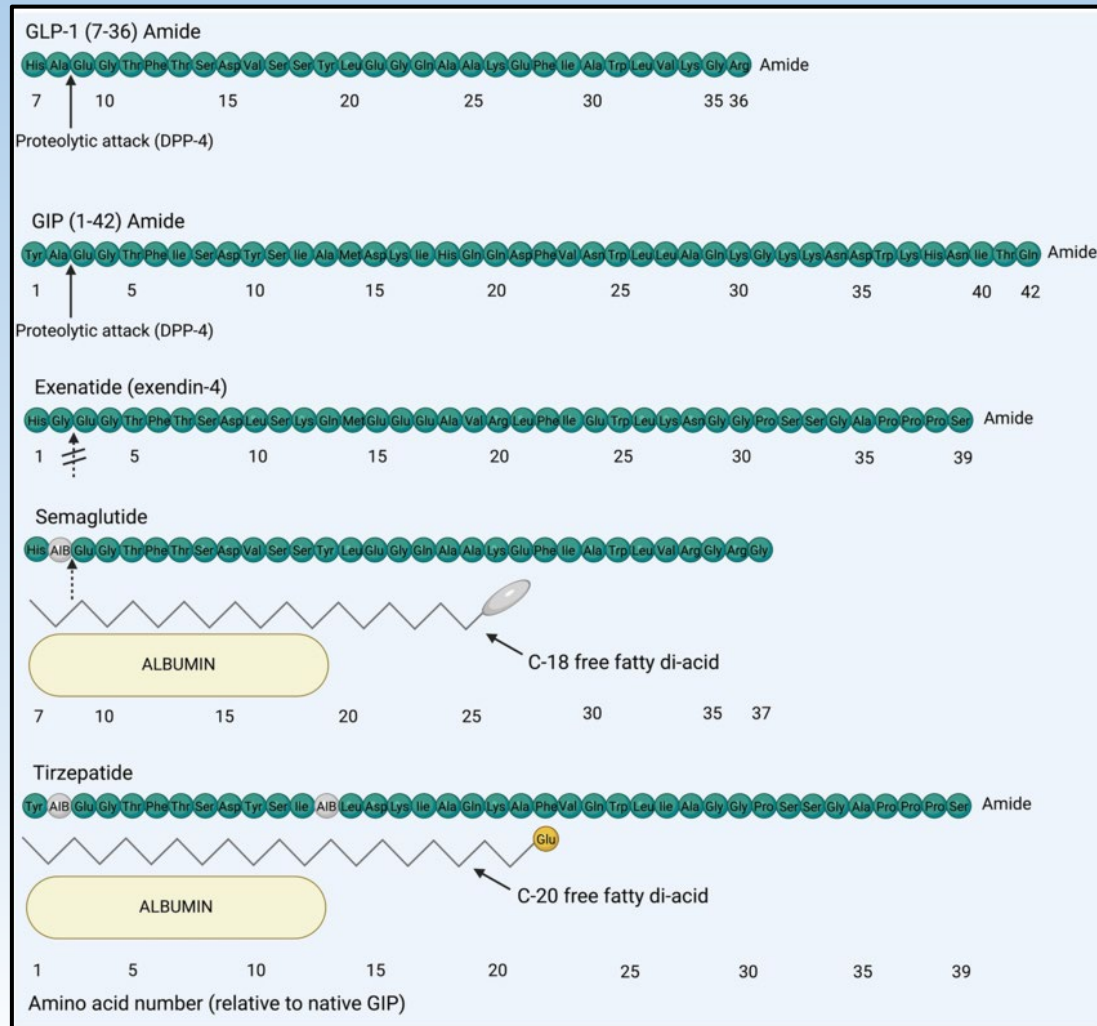 GLP-1 (7-36) Amide
His Ala Glu Gly Thr Phe Thr Ser Asp Val Ser Ser Tyr Leu Glu Gly Gln Ala Ala Lys Glu Phe Ile Ala Trp Leu Val Lys Gly Arg Amide
7 10 15 20 25 30 35 36
Proteolytic attack (DPP-4)
GIP (1-42) Amide
Tyr Ala Glu Gly Thr Phe Ile Ser Asp Tyr Ser Ile Ala Met Asp Lys Ile His Gln Gln Asp Phe Val Asn Trp Leu Leu Ala Gln Lys Gly Lys Lys Asn Asp Trp Lys His Asn Ile Thr Gln Amide
1 5 10 15 20 25 30 35 40 42
Proteolytic attack (DPP-4)
Exenatide (exendin-4)
His Gly Glu Gly Thr Phe Thr Ser Asp Leu Ser Lys Gln Met Glu Glu Glu Ala Val Arg Leu Phe Ile Glu Trp Leu Lys Asn Gly Gly Pro Ser Ser Gly Ala Pro Pro Pro Ser Amide
1 5 10 15 20 25 30 35 39
Semaglutide
His AIB Glu Gly Thr Phe Thr Ser Asp Val Ser Ser Tyr Leu Glu Gly Gln Ala Ala Lys Glu Phe Ile Ala Trp Leu Val Arg Gly Arg Gly
C-18 free fatty di-acid
ALBUMIN
7 10 15 20 25 30 35 37
Tirzepatide
Tyr AIB Glu Gly Thr Phe Thr Ser Asp Tyr Ser Ile AIB Leu Asp Lys Ile Ala Gln Lys Ala Phe Val Gln Trp Leu Ile Ala Gly Gly Pro Ser Ser Gly Ala Pro Pro Pro Ser Amide
Glu
C-20 free fatty di-acid
ALBUMIN
1 5 10 15 20 25 30 35 39
Amino acid number (relative to native GIP)